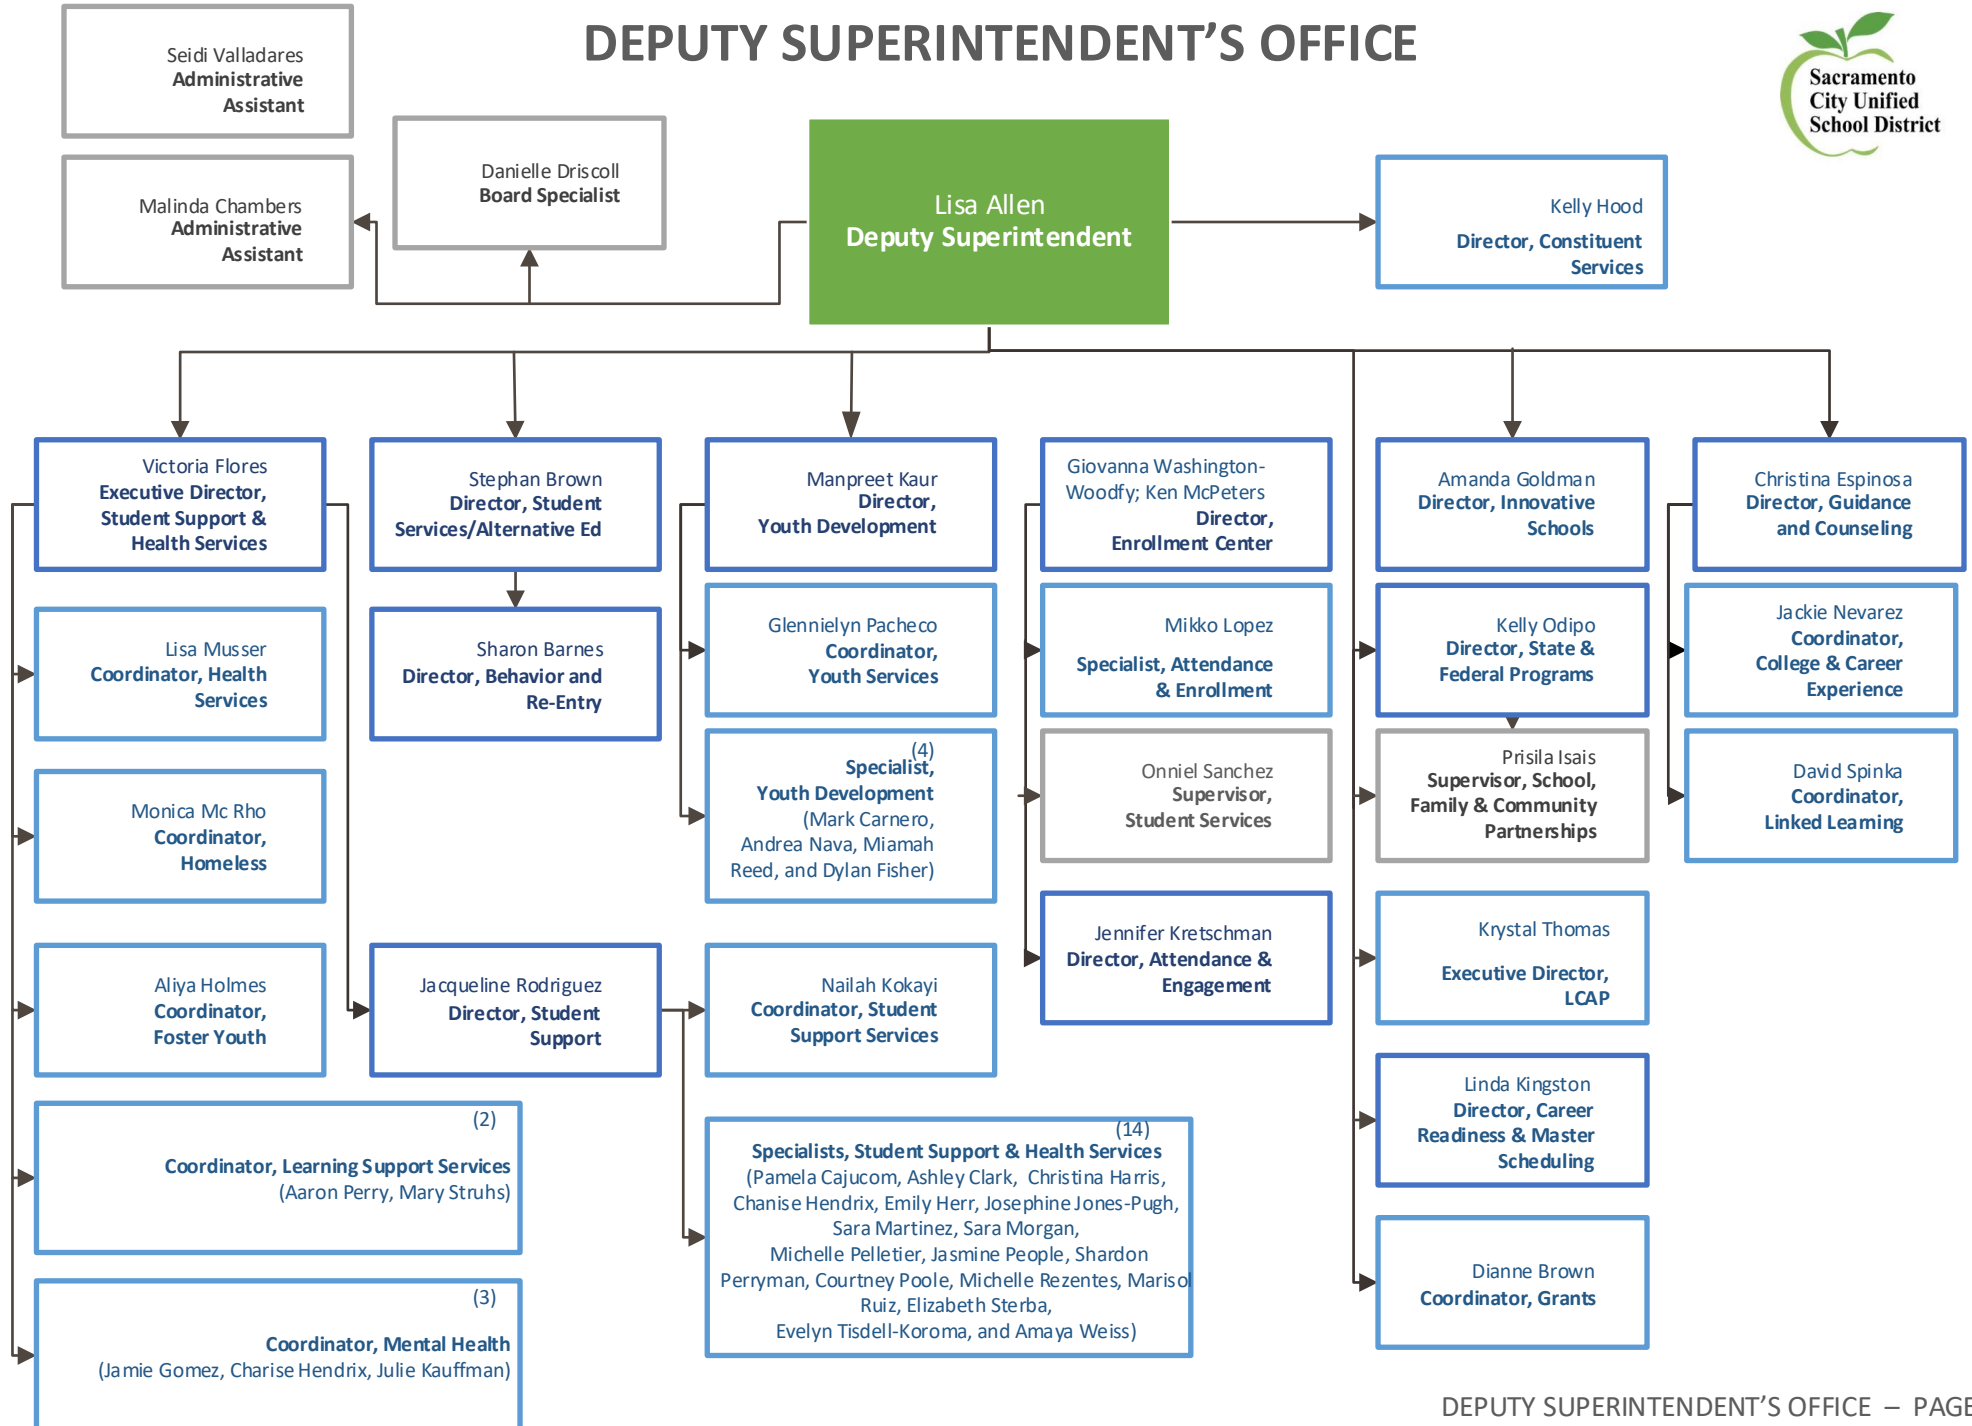 DEPUTY SUPERINTENDENT’S OFFICE
Sacramento
City Unified
School District
Seidi Valladares
Administrative
Assistant
Malinda Chambers
Administrative
Assistant
Danielle Driscoll
Board Specialist
Lisa Allen
Deputy Superintendent
Kelly Hood
Director, Constituent
Services
Victoria Flores
Executive Director,
Student Support &
Health Services
Stephan Brown
Director, Student
Services/Alternative Ed
Manpreet Kaur
Director,
Youth Development
Giovanna Washington-
Woodfy; Ken McPeters
Director,
Enrollment Center
Amanda Goldman
Director, Innovative
Schools
Christina Espinosa
Director, Guidance
and Counseling
Lisa Musser
Coordinator, Health
Services
Sharon Barnes
Director, Behavior and
Re-Entry
Glennielyn Pacheco
Coordinator,
Youth Services
Mikko Lopez
Specialist, Attendance
& Enrollment
Kelly Odipo
Director, State &
Federal Programs
Jackie Nevarez
Coordinator,
College & Career
Experience
Monica Mc Rho
Coordinator,
Homeless
(4)
Specialist,
Youth Development
(Mark Carnero,
Andrea Nava, Miamah
Reed, and Dylan Fisher)
Onniel Sanchez
Supervisor,
Student Services
Prisila Isais
Supervisor, School,
Family & Community
Partnerships
David Spinka
Coordinator,
Linked Learning
Aliya Holmes
Coordinator,
Foster Youth
Jacqueline Rodriguez
Director, Student
Support
Nailah Kokayi
Coordinator, Student
Support Services
Jennifer Kretschman
Director, Attendance &
Engagement
Krystal Thomas
Executive Director,
LCAP
(2)
Coordinator, Learning Support Services
(Aaron Perry, Mary Struhs)
(14)
Specialists, Student Support & Health Services
(Pamela Cajucom, Ashley Clark, Christina Harris,
Chanise Hendrix, Emily Herr, Josephine Jones-Pugh,
Sara Martinez, Sara Morgan,
Michelle Pelletier, Jasmine People, Shardon
Perryman, Courtney Poole, Michelle Rezentes, Marisol
Ruiz, Elizabeth Sterba,
Evelyn Tisdell-Koroma, and Amaya Weiss)
Linda Kingston
Director, Career
Readiness & Master
Scheduling
(3)
Coordinator, Mental Health
(Jamie Gomez, Charise Hendrix, Julie Kauffman)
Dianne Brown
Coordinator, Grants
DEPUTY SUPERINTENDENT’S OFFICE – PAGE